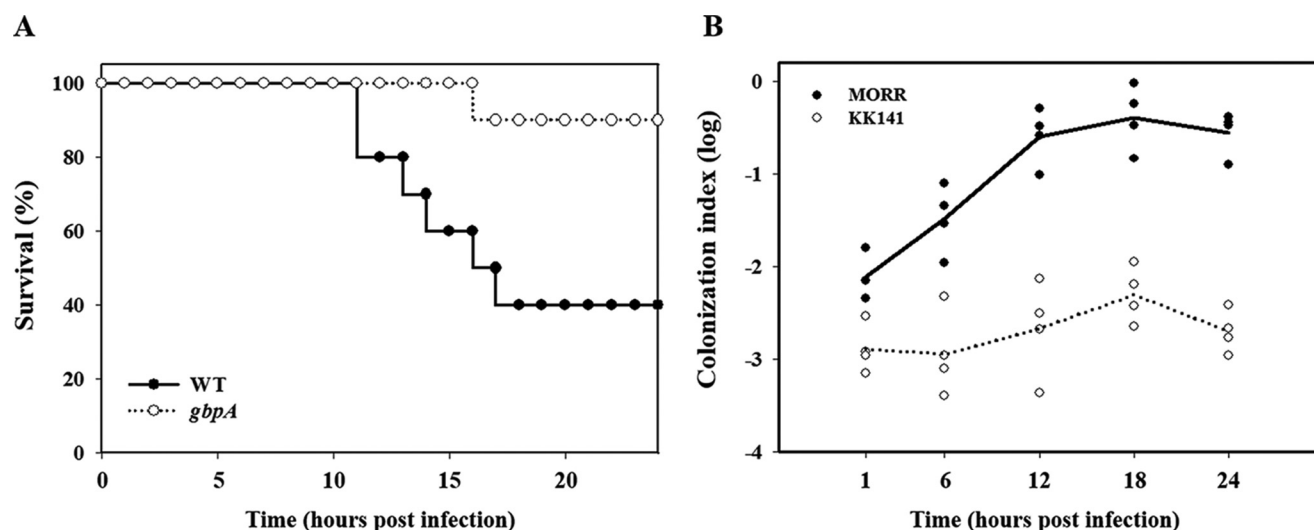 A
Survival (%)
100
80
60
40
20
0
WT
gbpA
0 5 10 15 20
Time (hours post infection)
B
Colonization index (log)
0
-1
-2
-3
-4
MORR
KK141
1 6 12 18 24
Time (hours post infection)